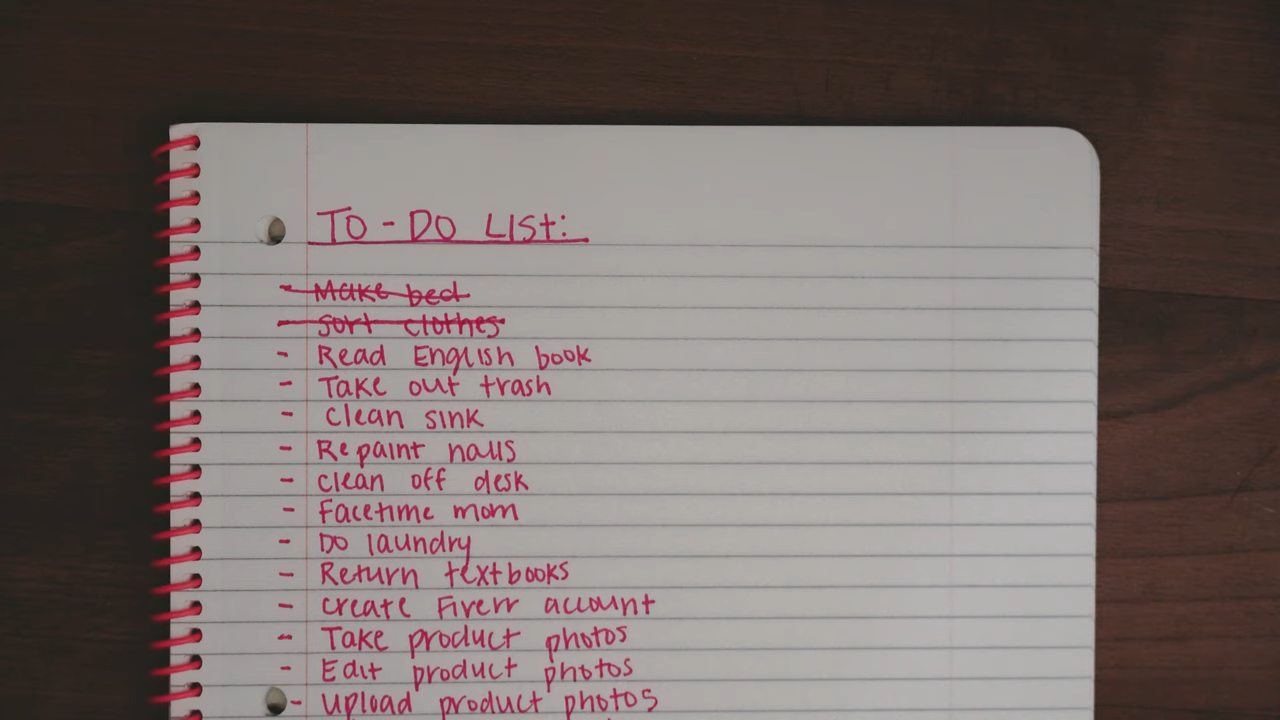 TO-DO LIST:
- Make bed
- Sort clothes
- Read English book
- Take out trash
- Clean sink
- Repaint nails
- Clean off desk
- Facetime mom
- Do laundry
- Return textbooks
- Create Fiverr account
- Take product photos
- Edit product photos
- Upload product photos